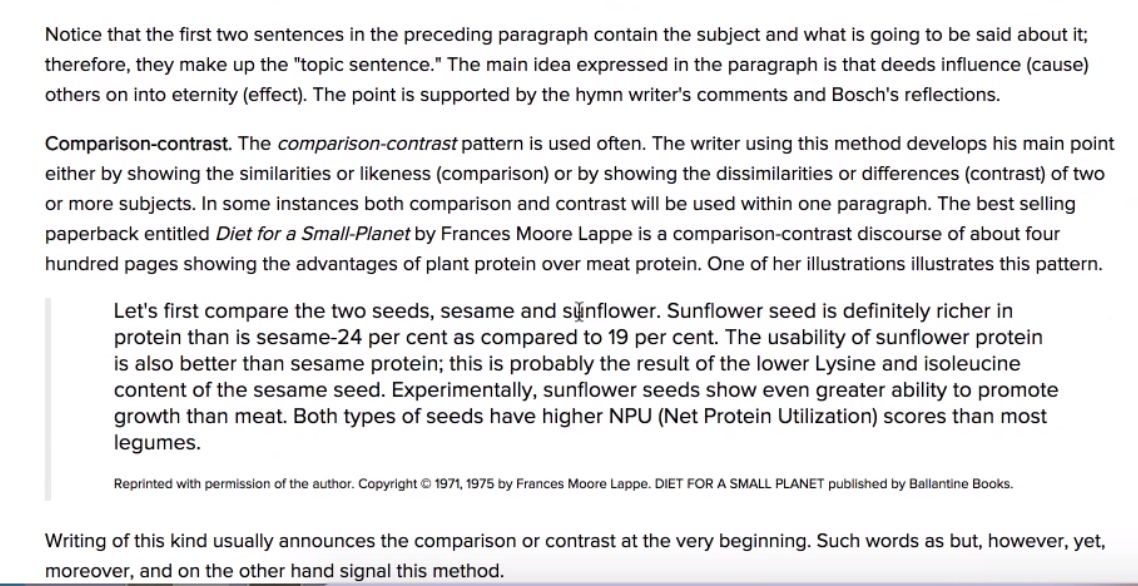 Notice that the first two sentences in the preceding paragraph contain the subject and what is going to be said about it;
therefore, they make up the "topic sentence." The main idea expressed in the paragraph is that deeds influence (cause)
others on into eternity (effect). The point is supported by the hymn writer's comments and Bosch's reflections.
Comparison-contrast. The comparison-contrast pattern is used often. The writer using this method develops his main point
either by showing the similarities or likeness (comparison) or by showing the dissimilarities or differences (contrast) of two
or more subjects. In some instances both comparison and contrast will be used within one paragraph. The best selling
paperback entitled Diet for a Small-Planet by Frances Moore Lappe is a comparison-contrast discourse of about four
hundred pages showing the advantages of plant protein over meat protein. One of her illustrations illustrates this pattern.
Let's first compare the two seeds, sesame and sunflower. Sunflower seed is definitely richer in
protein than is sesame-24 per cent as compared to 19 per cent. The usability of sunflower protein
is also better than sesame protein; this is probably the result of the lower Lysine and isoleucine
content of the sesame seed. Experimentally, sunflower seeds show even greater ability to promote
growth than meat. Both types of seeds have higher NPU (Net Protein Utilization) scores than most
legumes.
Reprinted with permission of the author. Copyright © 1971, 1975 by Frances Moore Lappe. DIET FOR A SMALL PLANET published by Ballantine Books.
Writing of this kind usually announces the comparison or contrast at the very beginning. Such words as but, however, yet,
moreover, and on the other hand signal this method.